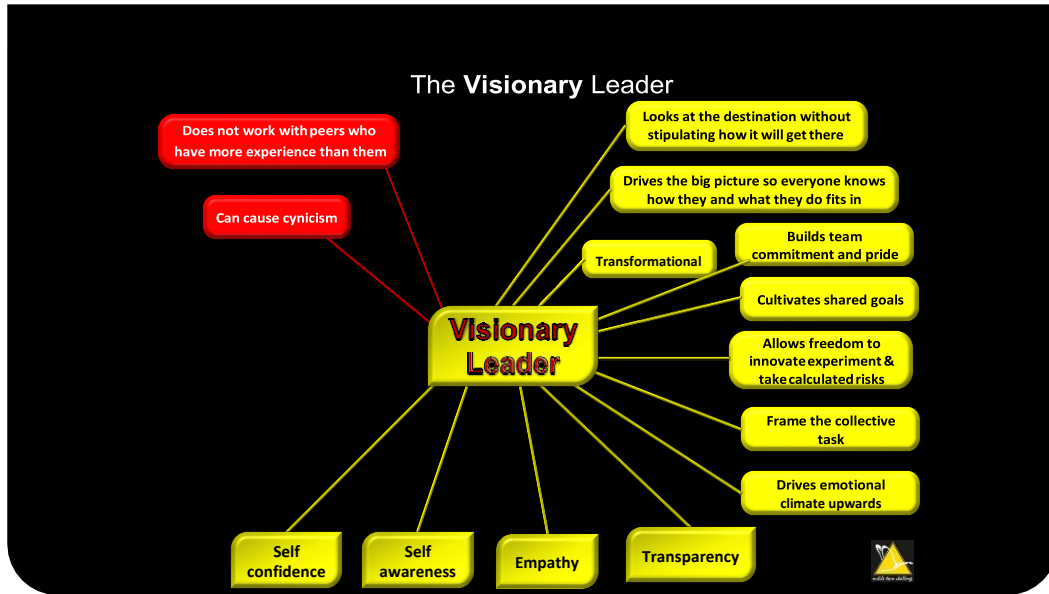 The Visionary Leader
Does not work with peers who
have more experience than them
Can cause cynicism
Looks at the destination without
stipulating how it will get there
Drives the big picture so everyone knows
how they and what they do fits in
Transformational
Builds team
commitment and pride
Cultivates shared goals
Allows freedom to
innovate experiment &
take calculated risks
Frame the collective
task
Drives emotional
climate upwards
Visionary
Leader
Self
confidence
Self
awareness
Empathy
Transparency